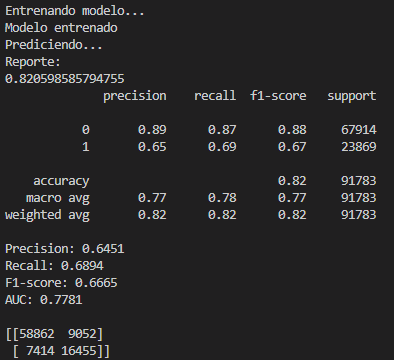 Entrenando modelo...
Modelo entrenado
Prediciendo...
Reporte:
0.820598585794755
precision recall f1-score support
0 0.89 0.87 0.88 67914
1 0.65 0.69 0.67 23869
accuracy 0.82 91783
macro avg 0.77 0.78 0.77 91783
weighted avg 0.82 0.82 0.82 91783
Precision: 0.6451
Recall: 0.6894
F1-score: 0.6665
AUC: 0.7781
[[58862 9052]
[ 7414 16455]]